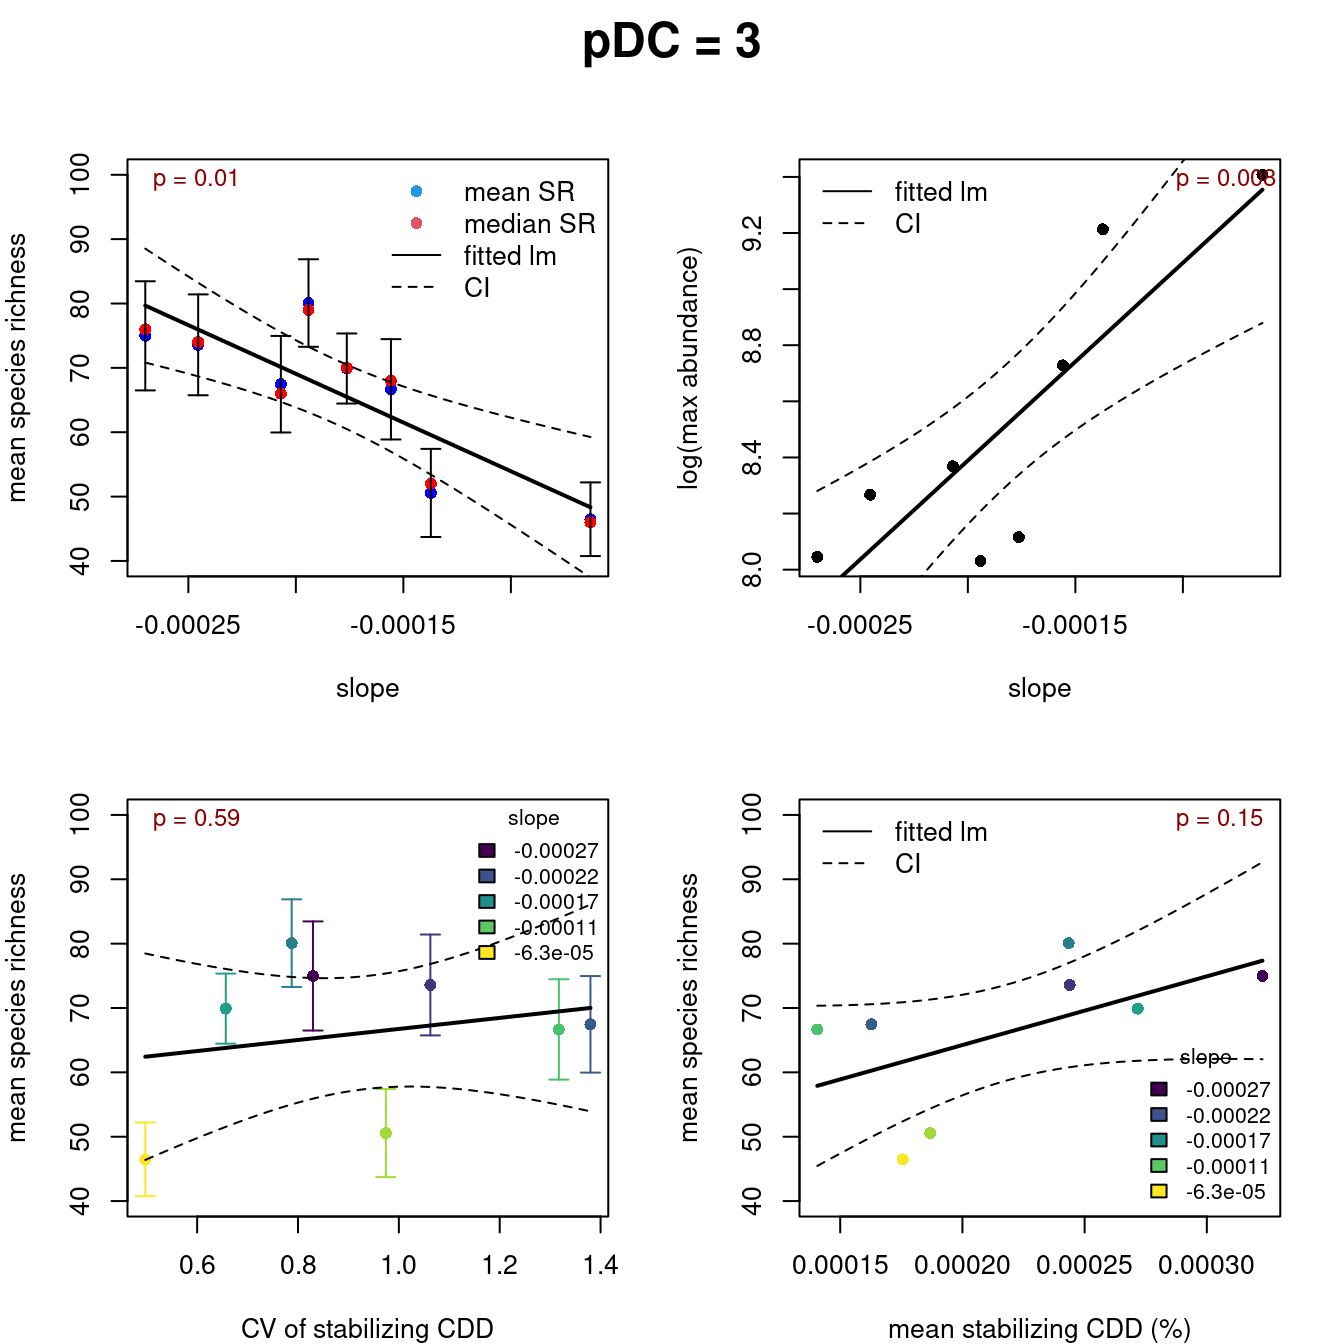 pDC = 3
p = 0.01
mean SR
median SR
fitted lm
CI
mean species richness
100
90
80
70
60
50
40
-0.00025
-0.00015
slope
p = 0.008
fitted lm
CI
log(max abundance)
9.2
8.8
8.4
8.0
-0.00025
-0.00015
slope
p = 0.59
slope
-0.00027
-0.00022
-0.00017
-0.00011
-6.3e-05
mean species richness
100
90
80
70
60
50
40
0.6
0.8
1.0
1.2
1.4
CV of stabilizing CDD
p = 0.15
fitted lm
CI
slope
-0.00027
-0.00022
-0.00017
-0.00011
-6.3e-05
mean species richness
100
90
80
70
60
50
40
0.00015
0.00020
0.00025
0.00030
mean stabilizing CDD (%)